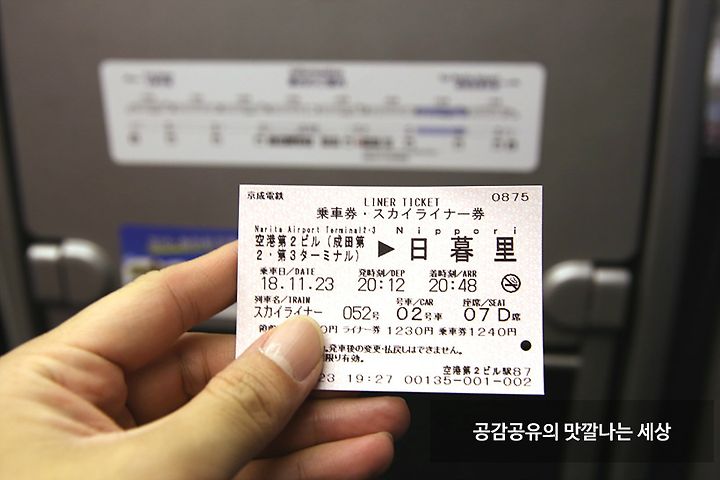 京成電鉄 0875
LINER TICKET
乗車券・スカイライナー券
Narita Airport Terminal2・3 Nippori
空港第2ビル(成田第2・第3ターミナル) ▶ 日暮里
乗車日/DATE 発時刻/DEP 着時刻/ARR
18.11.23 20:12 20:48
列車名/TRAIN 号車/CAR 座席/SEAT
スカイライナー 052号 02号車 07D席
円 ライナー券 1230円 乗車券 1240円
発車後の変更・払戻しはできません。
限り有効。
空港第2ビル駅87
23 19:27 00135-001-002
공감공유의 맛깔나는 세상